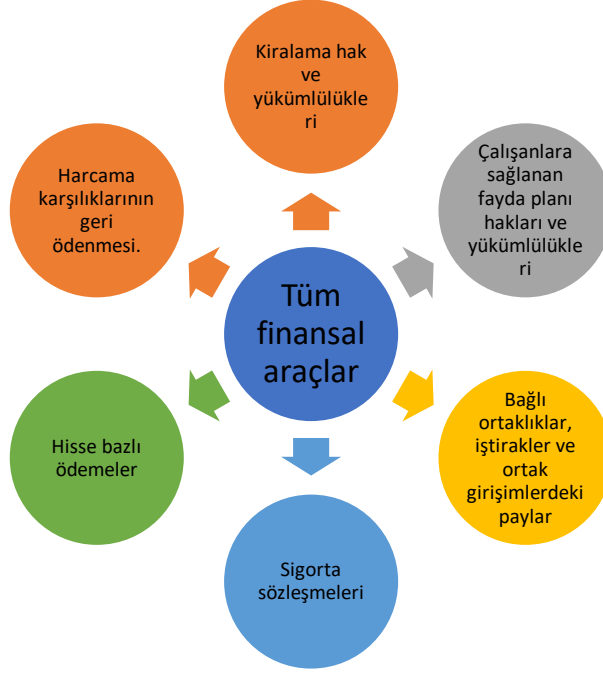 Kiralama hak
ve
yükümlülükle
ri
Çalışanlara
sağlanan
fayda planı
hakları ve
yükümlülükle
ri
Bağlı
ortaklıklar,
iştirakler ve
ortak
girişimlerdeki
paylar
Sigorta
sözleşmeleri
Hisse bazlı
ödemeler
Harcama
karşılıklarının
geri
ödenmesi.
Tüm
finansal
araçlar